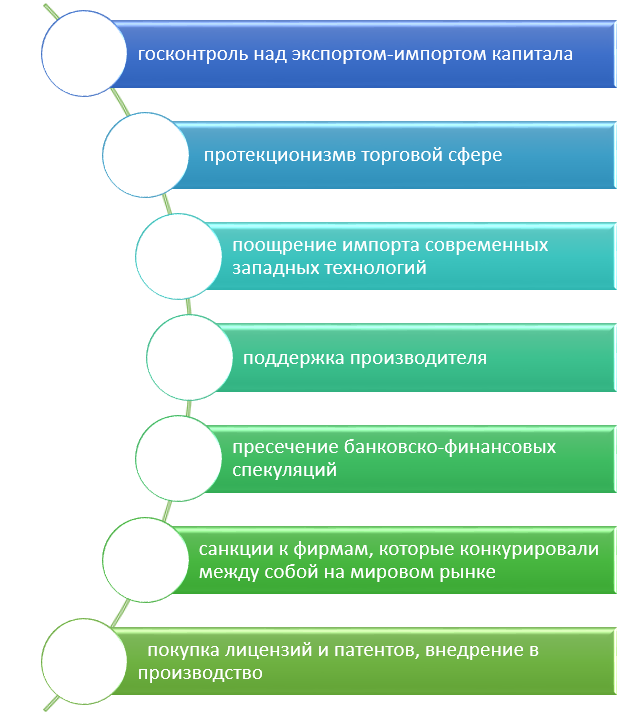 госконтроль над экспортом-импортом капитала
протекционизмв торговой сфере
поощрение импорта современных
западных технологий
поддержка производителя
пресечение банковско-финансовых
спекуляций
санкции к фирмам, которые конкурировали
между собой на мировом рынке
покупка лицензий и патентов, внедрение в
производство